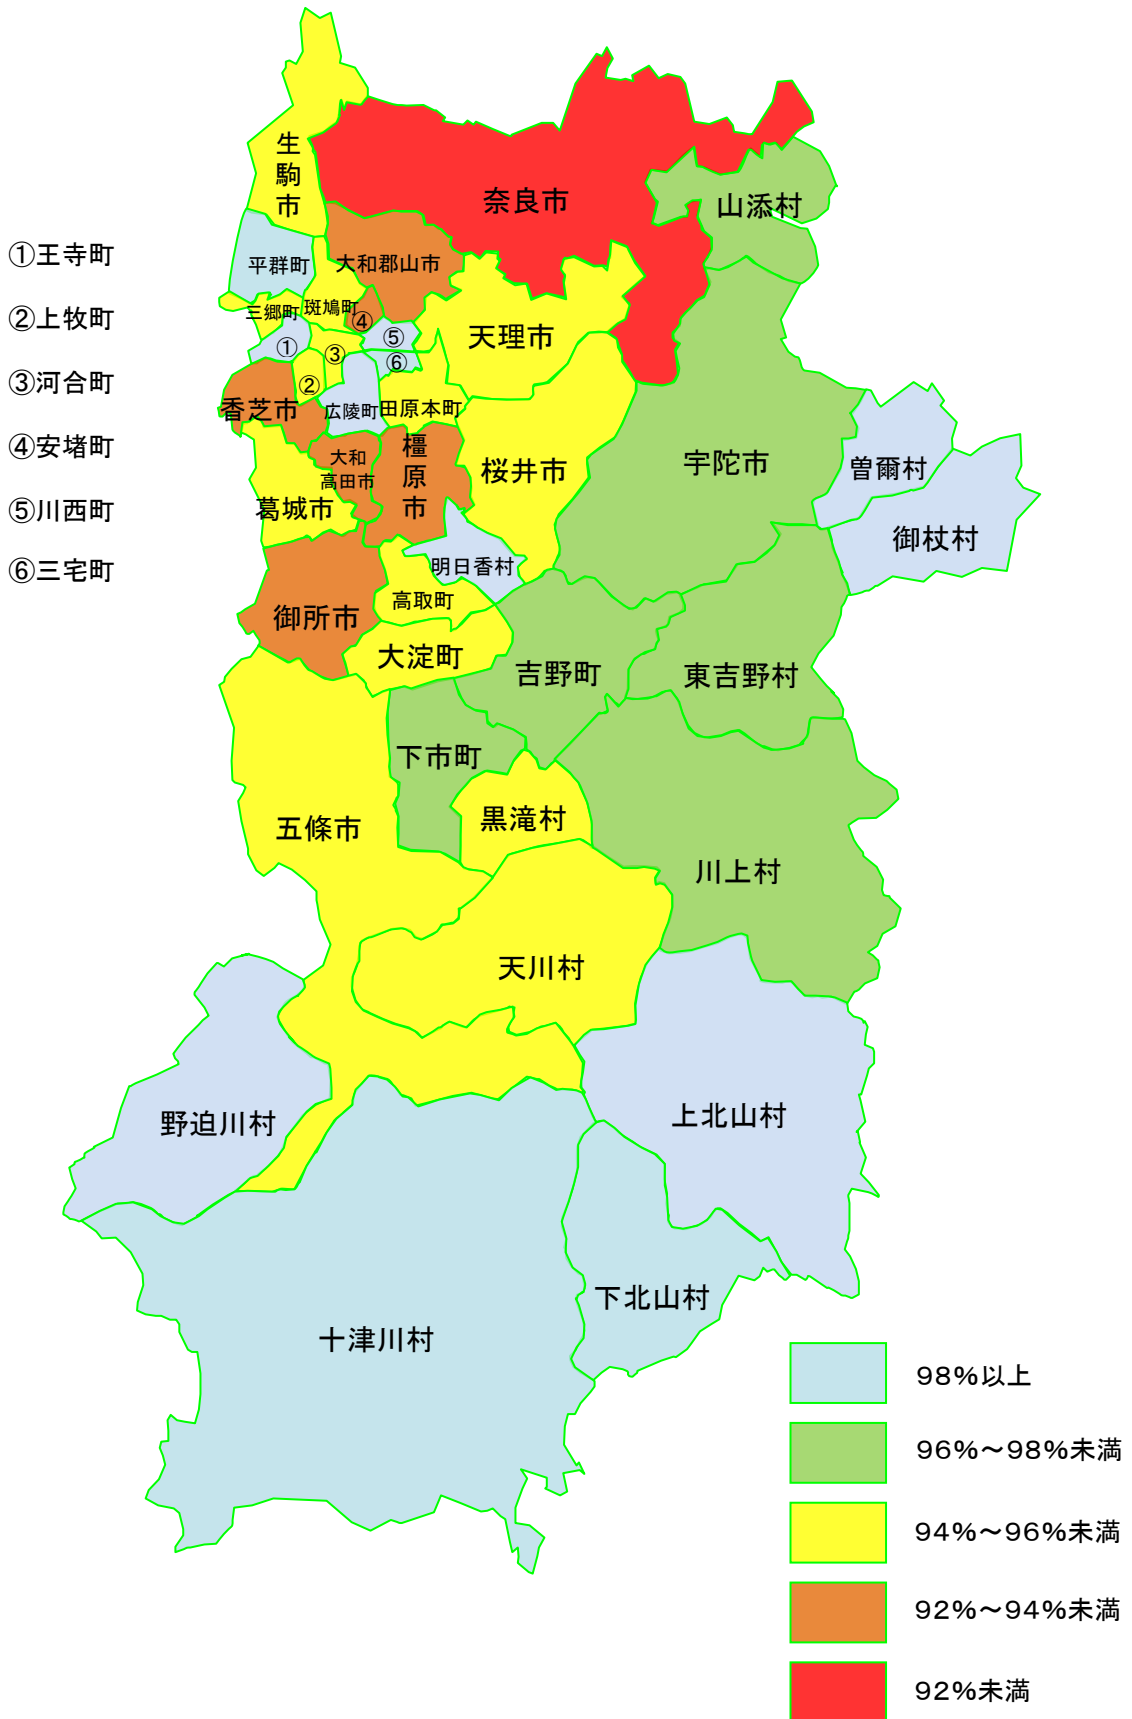 生駒市
奈良市
山添村
平群町
大和郡山市
①王寺町
②上牧町
③河合町
④安堵町
⑤川西町
⑥三宅町
三郷町
斑鳩町
④
⑤
天理市
①
③
⑥
②
香芝市
広陵町
田原本町
大和
高田市
橿原市
桜井市
宇陀市
曽爾村
御杖村
葛城市
明日香村
高取町
御所市
大淀町
吉野町
東吉野村
下市町
黒滝村
五條市
川上村
天川村
野迫川村
上北山村
下北山村
十津川村
98%以上
96%～98%未満
94%～96%未満
92%～94%未満
92%未満